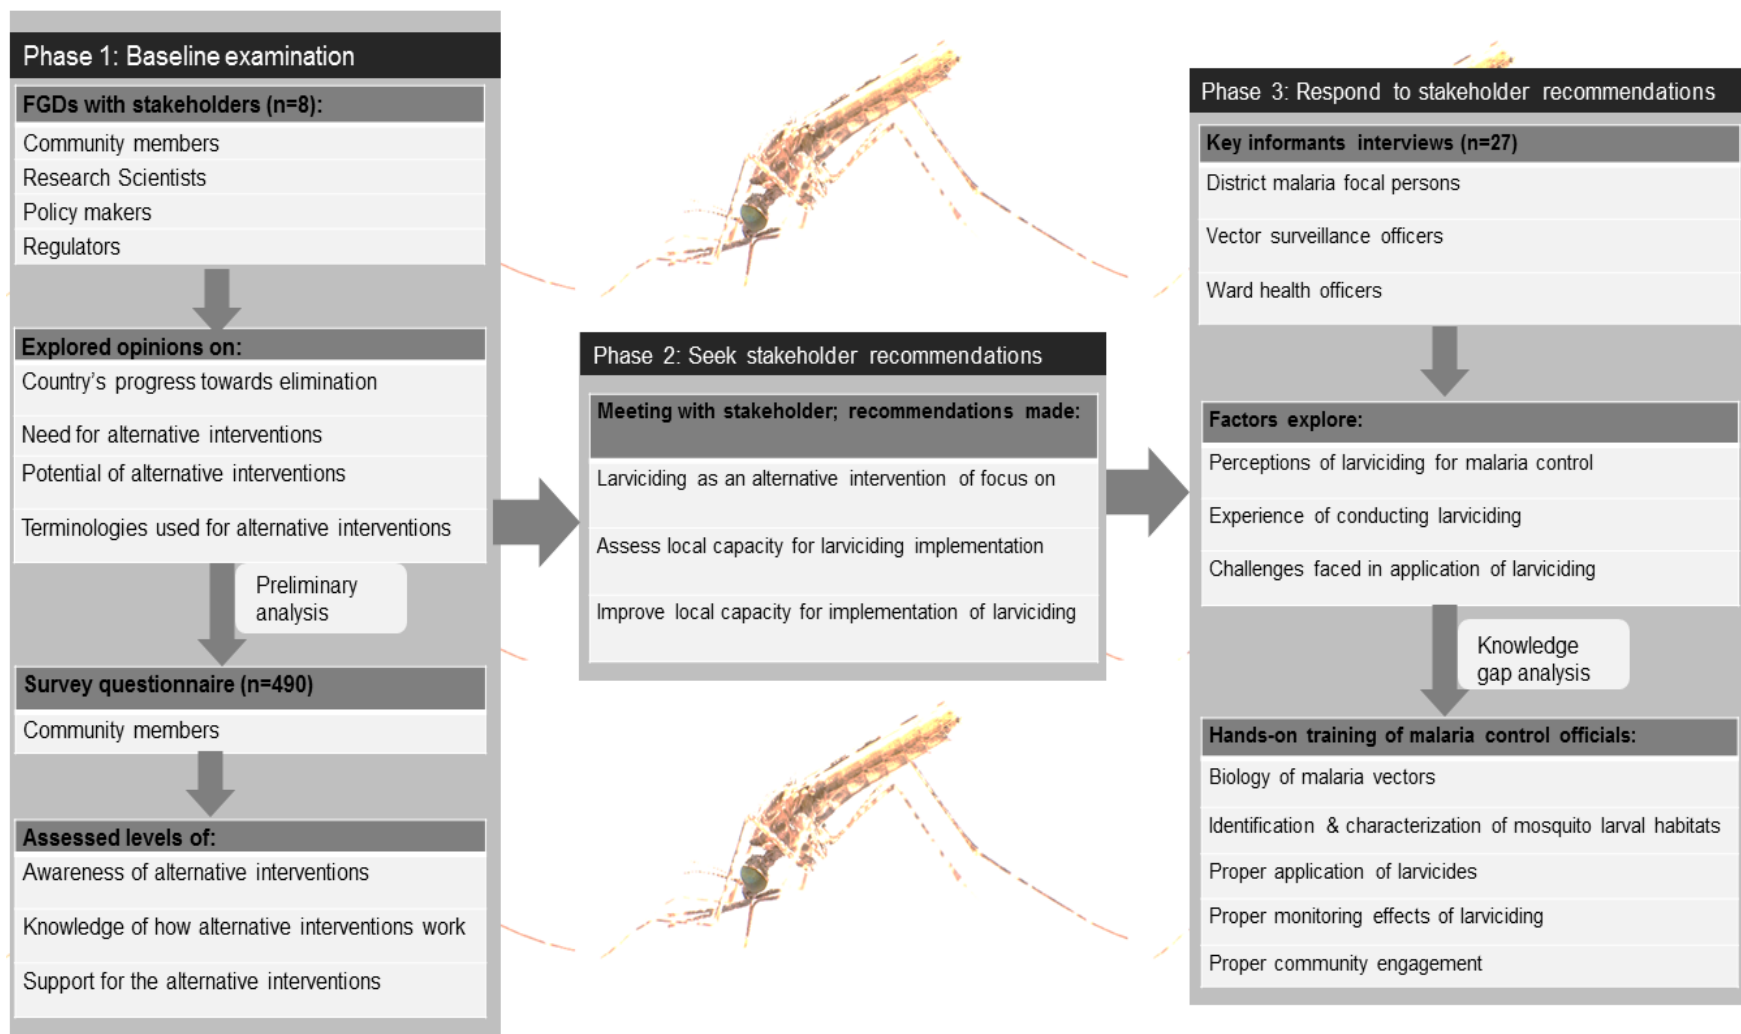 Phase 1: Baseline examination
FGDs with stakeholders (n=8):
Community members
Research Scientists
Policy makers
Regulators
Explored opinions on:
Country's progress towards elimination
Need for alternative interventions
Potential of alternative interventions
Terminologies used for alternative interventions
Preliminary
analysis
Survey questionnaire (n=490)
Community members
Assessed levels of:
Awareness of alternative interventions
Knowledge of how alternative interventions work
Support for the alternative interventions
Phase 2: Seek stakeholder recommendations
Meeting with stakeholder; recommendations made:
Larviciding as an alternative intervention of focus on
Assess local capacity for larviciding implementation
Improve local capacity for implementation of larviciding
Phase 3: Respond to stakeholder recommendations
Key informants interviews (n=27)
District malaria focal persons
Vector surveillance officers
Ward health officers
Factors explore:
Perceptions of larviciding for malaria control
Experience of conducting larviciding
Challenges faced in application of larviciding
Knowledge
gap analysis
Hands-on training of malaria control officials:
Biology of malaria vectors
Identification & characterization of mosquito larval habitats
Proper application of larvicides
Proper monitoring effects of larviciding
Proper community engagement